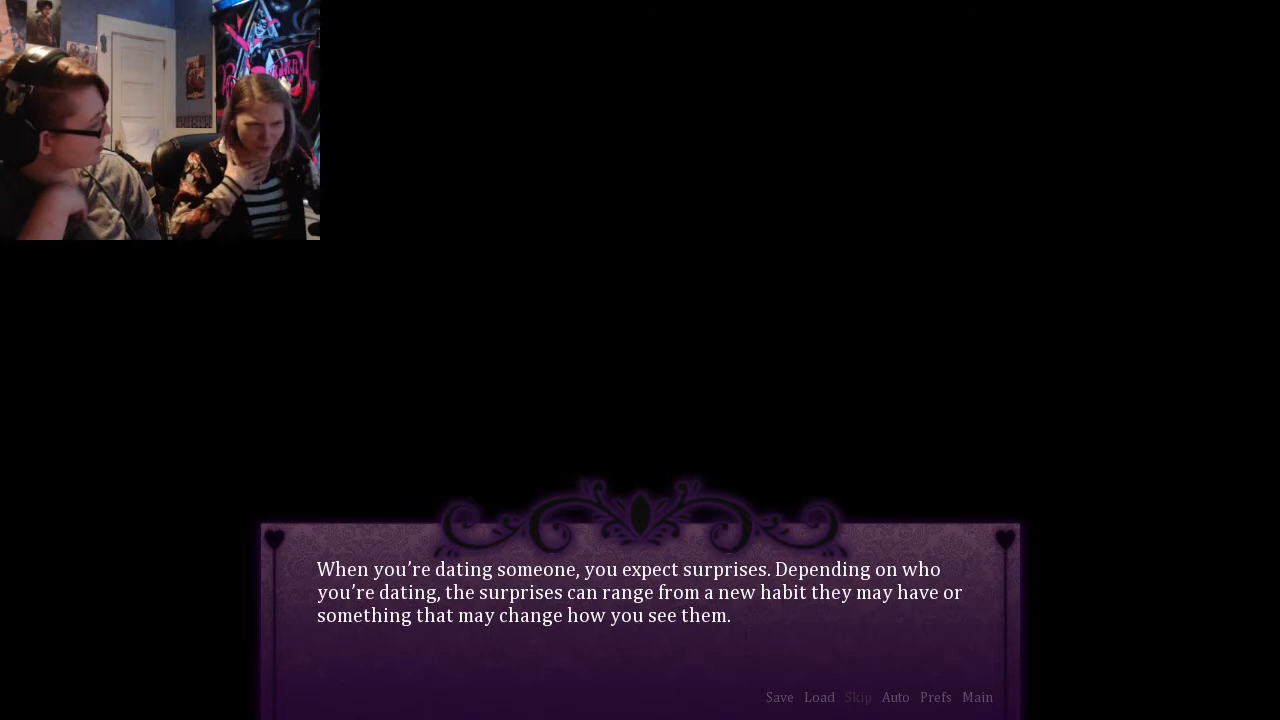 When you’re dating someone, you expect surprises. Depending on who
you’re dating, the surprises can range from a new habit they may have or
something that may change how you see them.
Save Load Skip Auto Prefs Main